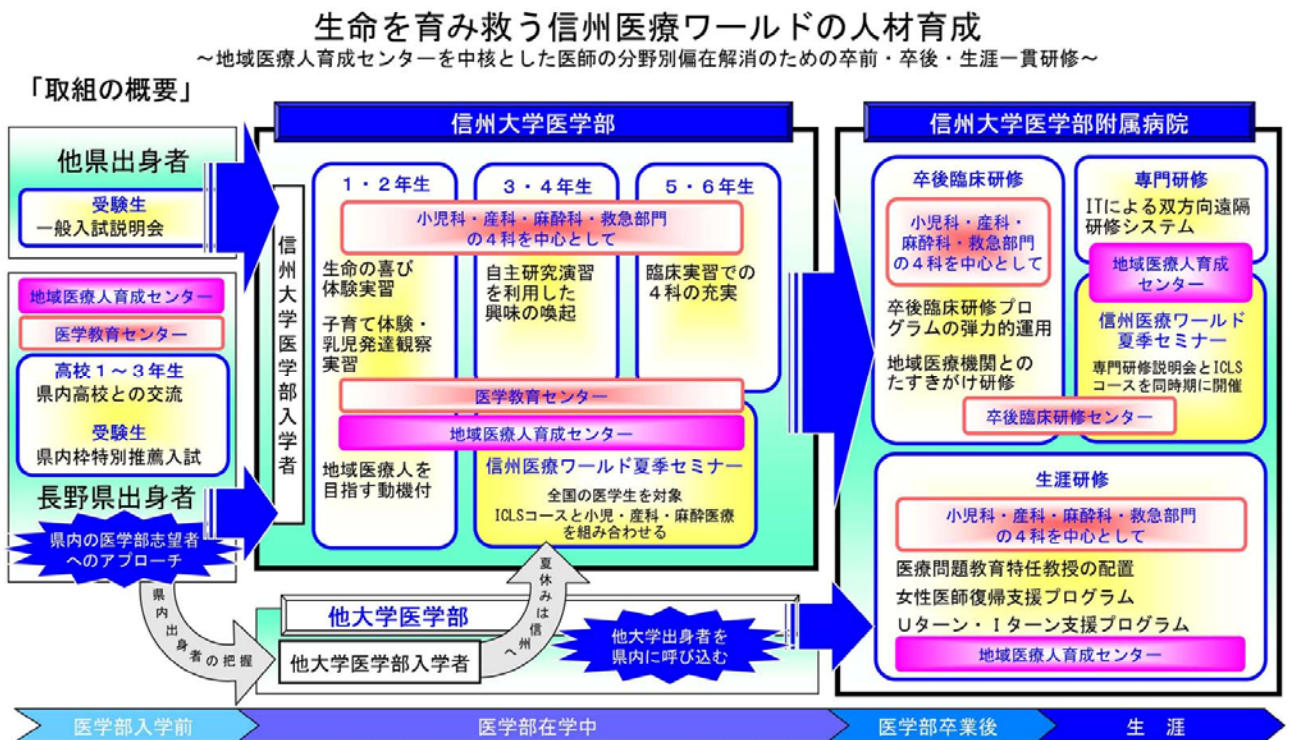 生命を育み救う信州医療ワールドの人材育成
～地域医療人育成センターを中核とした医師の分野別偏在解消のための卒前・卒後・生涯一貫研修～
「取組の概要」
他県出身者
受験生
一般入試説明会
地域医療人育成センター
医学教育センター
高校１～３年生
県内高校との交流
受験生
県内枠特別推薦入試
長野県出身者
県内の医学部志望者
へのアプローチ
県内出身者の把握
信州大学医学部
信州大学医学部入学者
１・２年生
３・４年生
５・６年生
小児科・産科・麻酔科・救急部門
の４科を中心として
生命の喜び
体験実習
子育て体験・
乳児発達観察
実習
自主研究演習
を利用した
興味の喚起
臨床実習での
４科の充実
医学教育センター
地域医療人育成センター
地域医療人を
目指す動機付
信州医療ワールド夏季セミナー
全国の医学生を対象
ICLSコースと小児・産科・麻酔医療
を組み合わせる
夏休みは信州へ
他大学医学部
他大学医学部入学者
他大学出身者を
県内に呼び込む
信州大学医学部附属病院
卒後臨床研修
小児科・産科・
麻酔科・救急部門
の４科を中心として
卒後臨床研修プロ
グラムの弾力的運用
地域医療機関との
たすきがけ研修
専門研修
ITによる双方向遠隔
研修システム
地域医療人育成
センター
信州医療ワールド
夏季セミナー
専門研修説明会とICLS
コースを同時期に開催
卒後臨床研修センター
生涯研修
小児科・産科・麻酔科・救急部門
の４科を中心として
医療問題教育特任教授の配置
女性医師復帰支援プログラム
Ｕターン・Ｉターン支援プログラム
地域医療人育成センター
医学部入学前
医学部在学中
医学部卒業後
生　涯